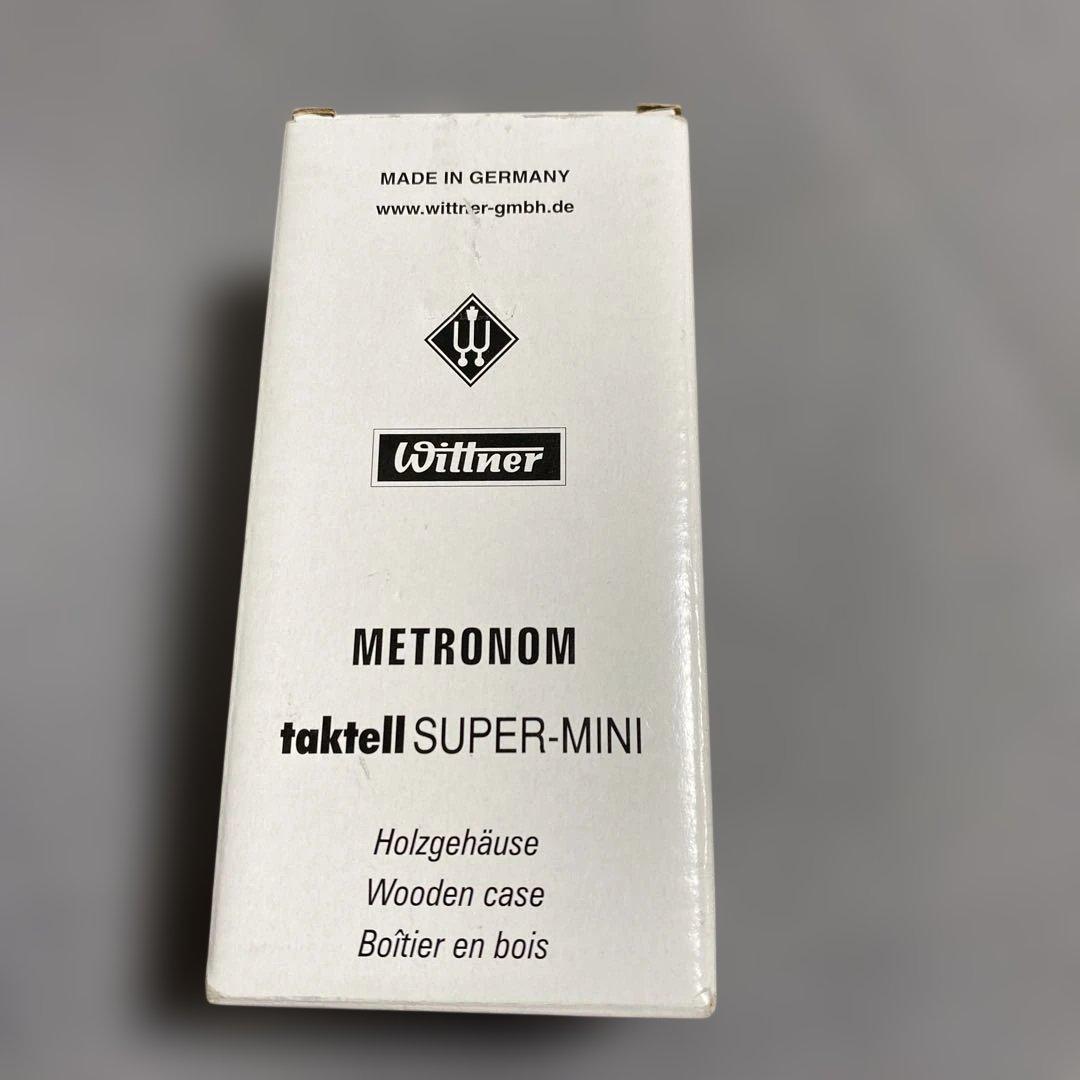 MADE IN GERMANY
www.wittner-gmbh.de
Wittner
METRONOM
taktell SUPER-MINI
Holzgehäuse
Wooden case
Boîtier en bois